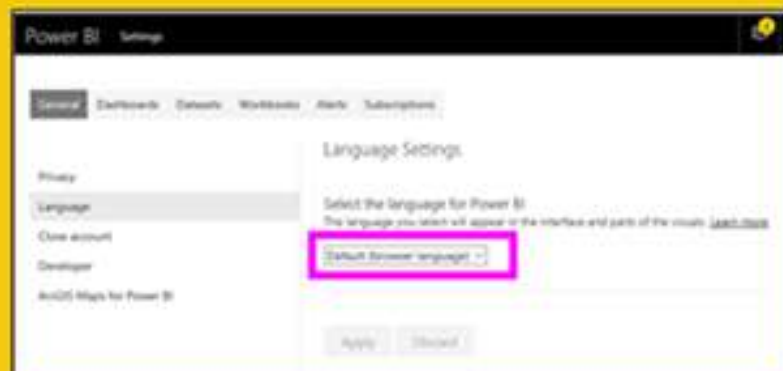 Power BI Settings
General Dashboards Datasets Workbooks Alerts Subscriptions
Language Settings
Privacy
Language
Close account
Developer
ArcGIS Maps for Power BI
Select the language for Power BI
The language you select will appear in the interface and parts of the visuals. Learn more
Default (browser language)
Apply Discard